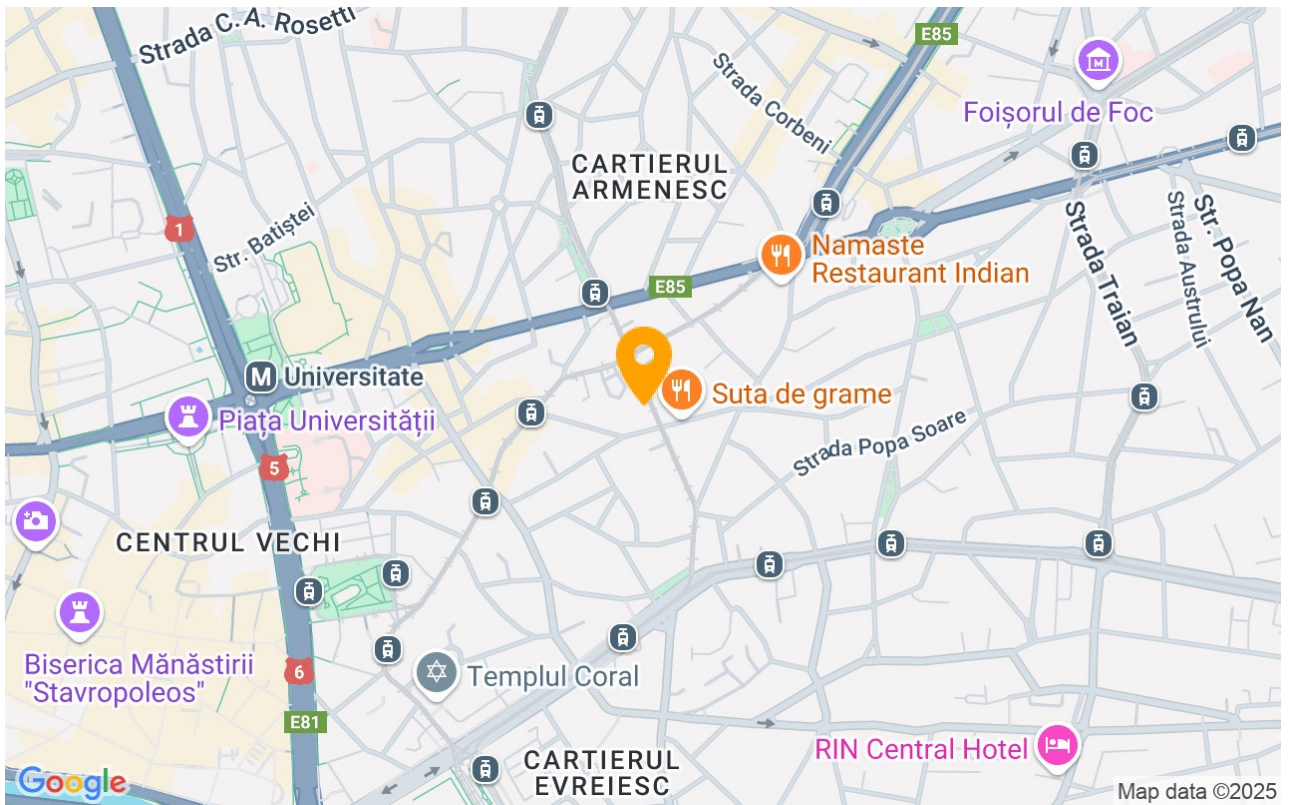 Strada C. A. Rosetti
E85
Strada Corbeni
Foișorul de Foc
CARTIERUL
ARMENESC
1
Str. Batiștei
Strada Traian
Strada Austrului
Str. Popa Nan
Namaste
Restaurant Indian
E85
M
Universitate
Piața Universității
Suta de grame
Strada Popa Soare
5
CENTRUL VECHI
Biserica Mănăstirii
"Stavropoleos"
6
Templul Coral
E81
RIN Central Hotel
CARTIERUL
EVREIESC
Google
Map data ©2025